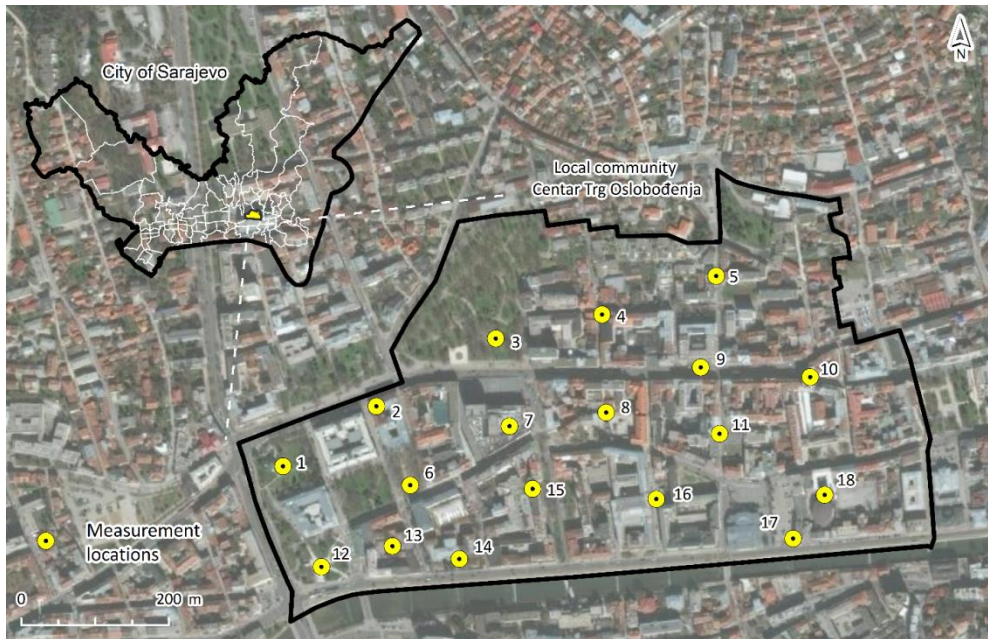 City of Sarajevo
N
Local community
Centar Trg Oslobođenja
5
4
3
9
10
2
8
7
11
1
6
15
16
18
17
13
14
12
Measurement
locations
0
200 m